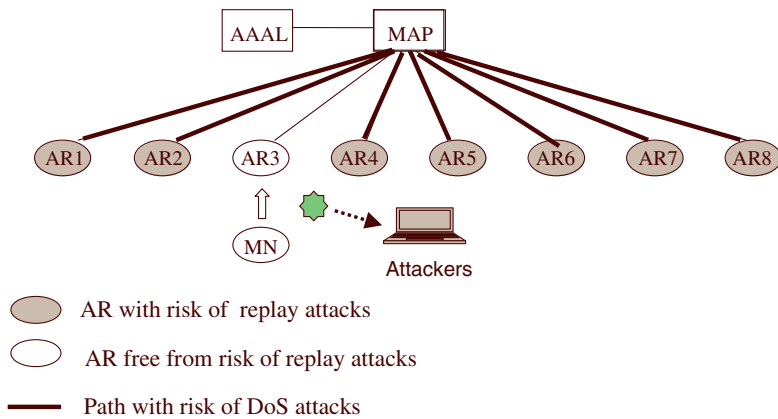 AAAL MAP
AR1 AR2 AR3 AR4 AR5 AR6 AR7 AR8
MN
Attackers
AR with risk of replay attacks
AR free from risk of replay attacks
Path with risk of DoS attacks